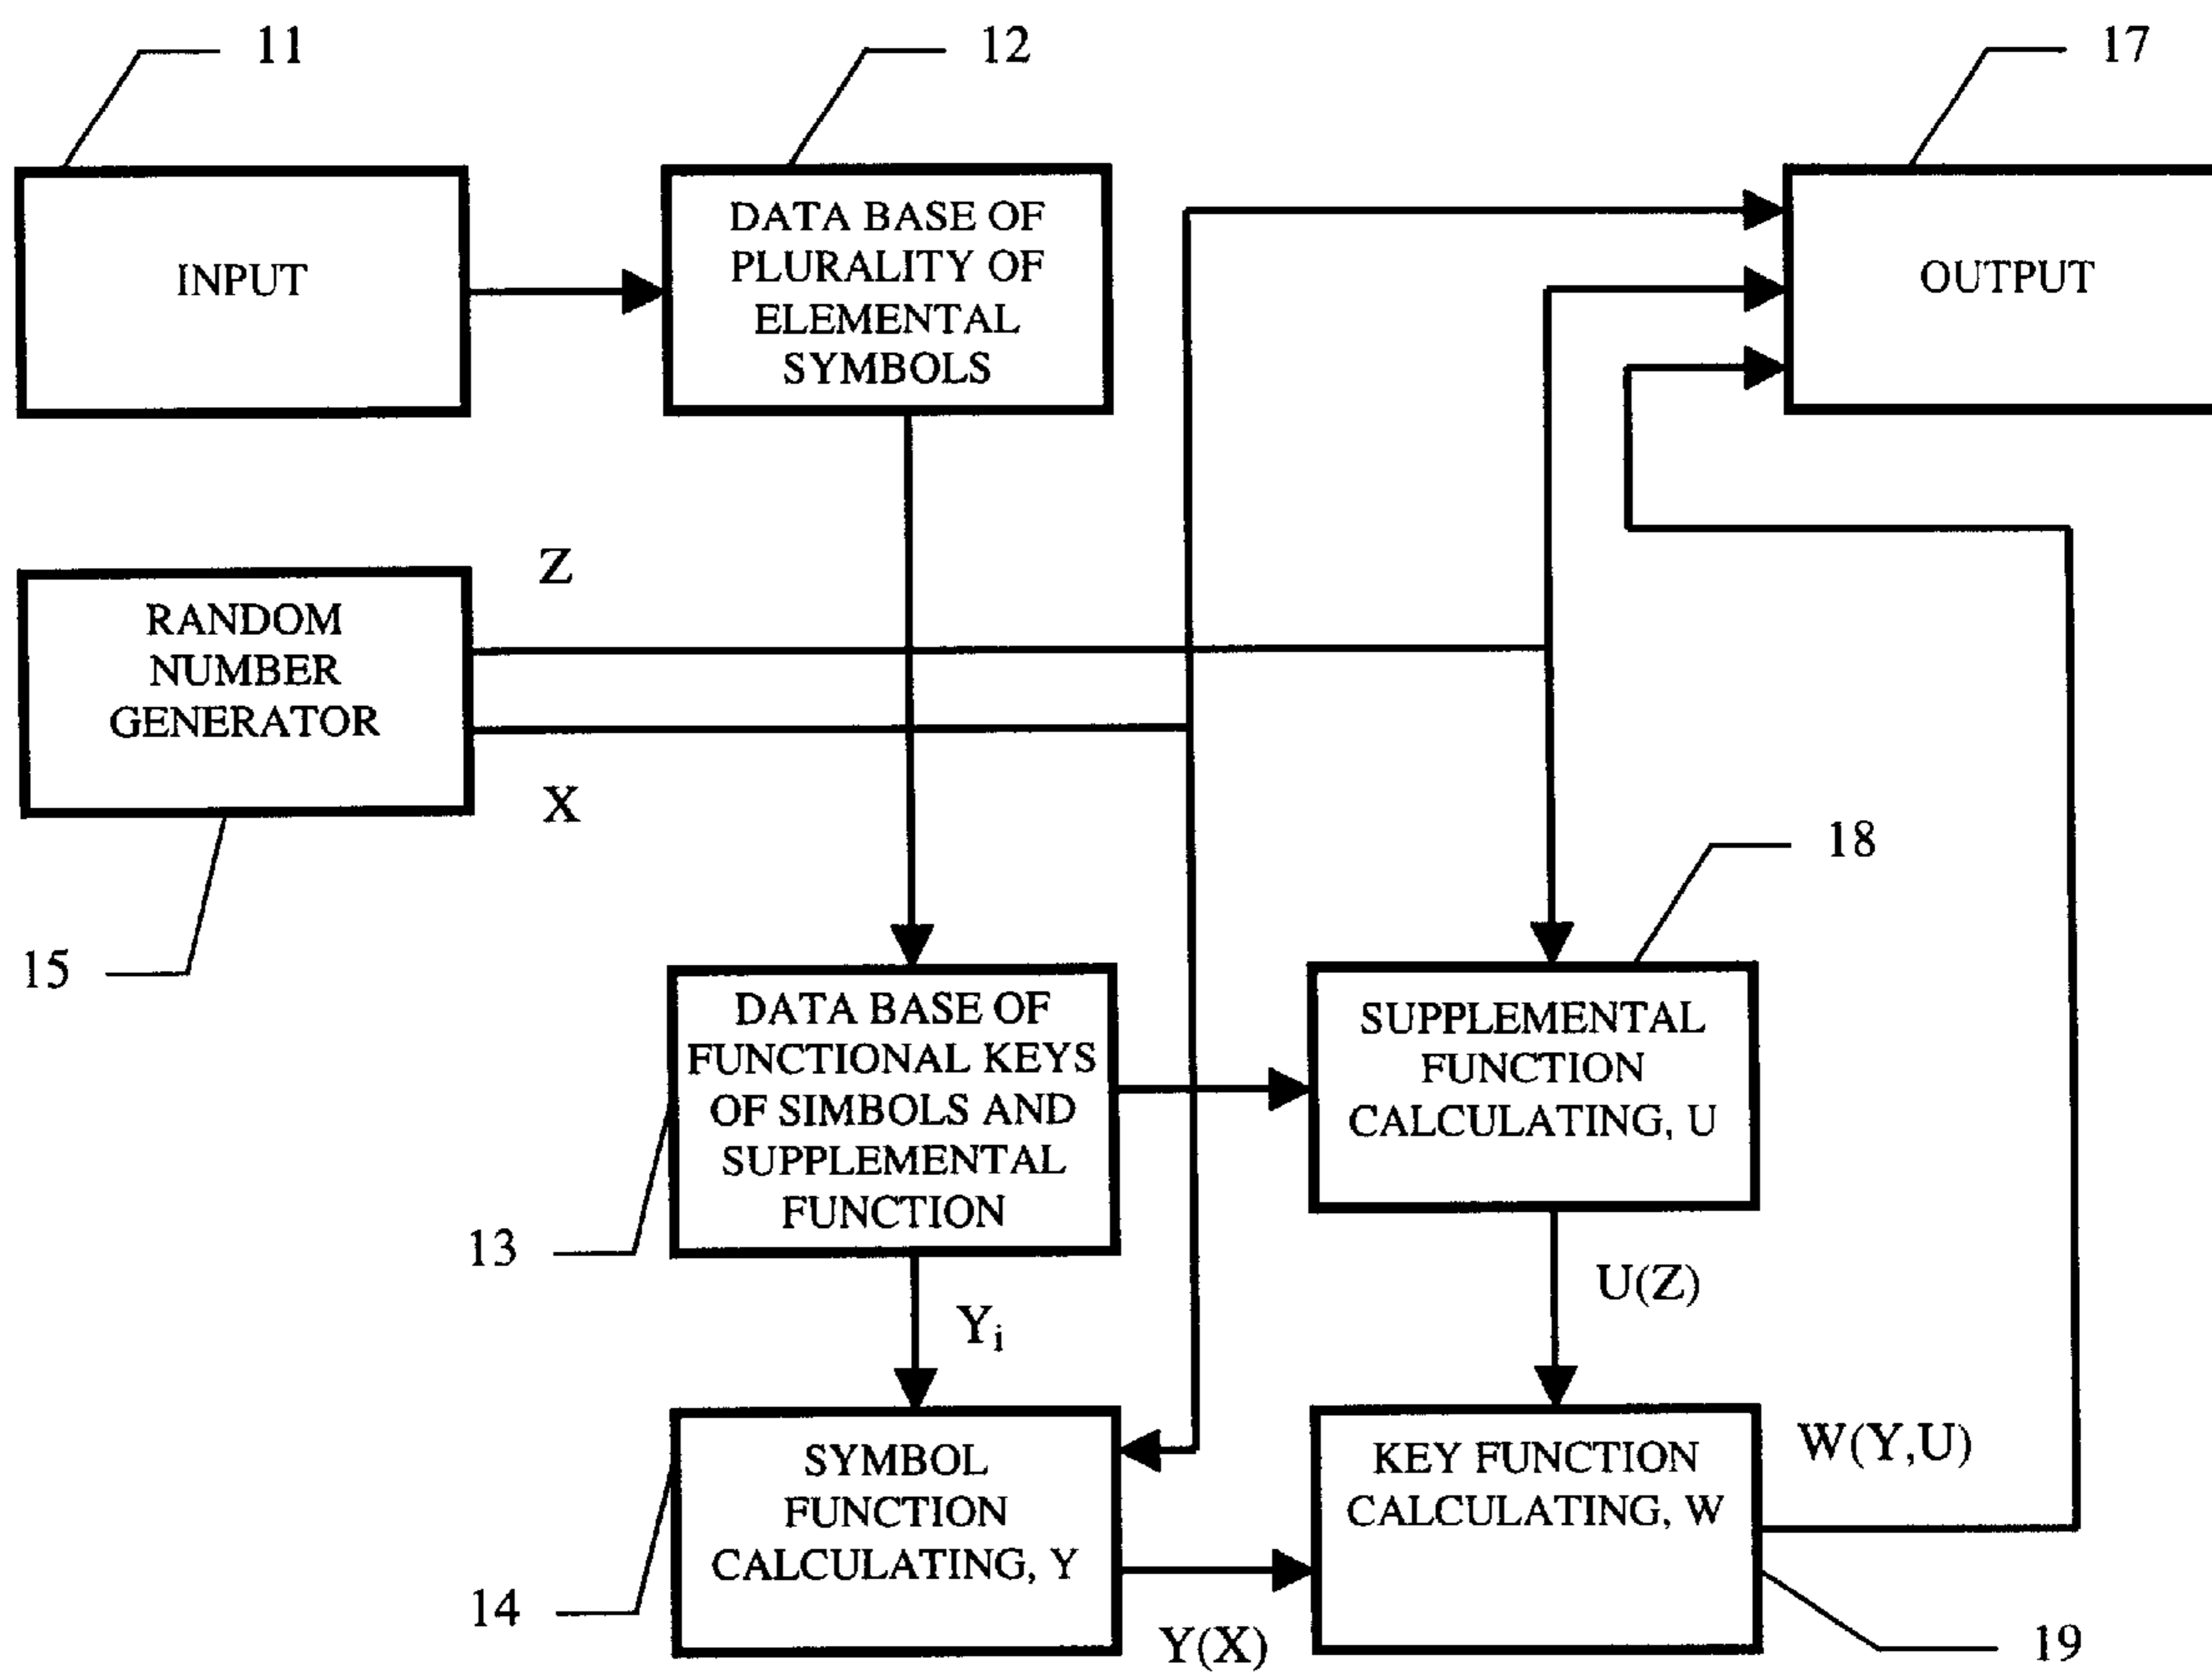 11
12
17
INPUT
DATA BASE OF
PLURALITY OF
ELEMENTAL
SYMBOLS
OUTPUT
Z
RANDOM
NUMBER
GENERATOR
X
15
18
DATA BASE OF
FUNCTIONAL KEYS
OF SIMBOLS AND
SUPPLEMENTAL
FUNCTION
SUPPLEMENTAL
FUNCTION
CALCULATING, U
13
Yi
U(Z)
SYMBOL
FUNCTION
CALCULATING, Y
KEY FUNCTION
CALCULATING, W
W(Y,U)
14
Y(X)
19